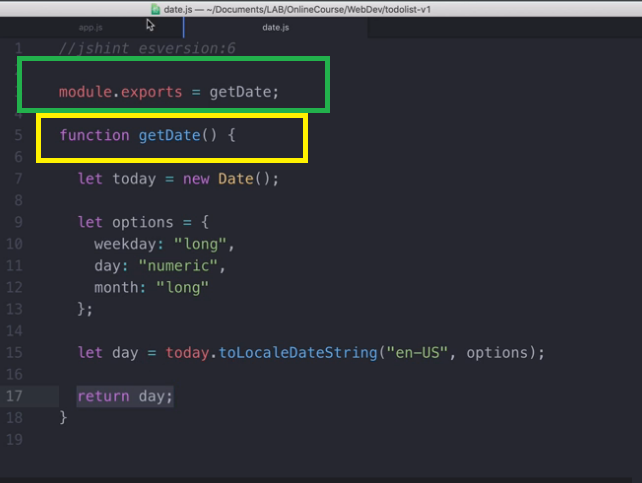 date.js — ~/Documents/LAB/OnlineCourse/WebDev/todolist-v1
app.js date.js
1 //jshint esversion:6
2
3 module.exports = getDate;
4
5 function getDate() {
6
7 let today = new Date();
8
9 let options = {
10 weekday: "long",
11 day: "numeric",
12 month: "long"
13 };
14
15 let day = today.toLocaleDateString("en-US", options);
16
17 return day;
18 }
19